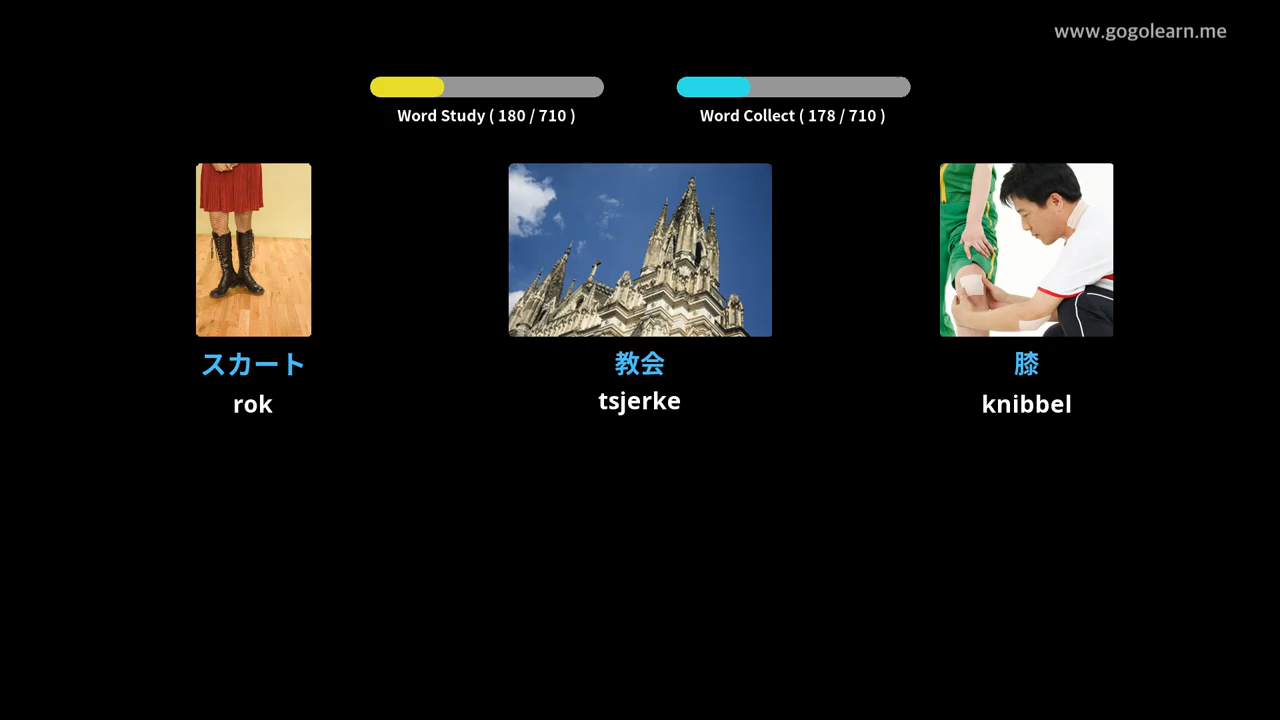 www.gogolearn.me
Word Study ( 180 / 710 )
Word Collect ( 178 / 710 )
スカート
rok
教会
tsjerke
膝
knibbel